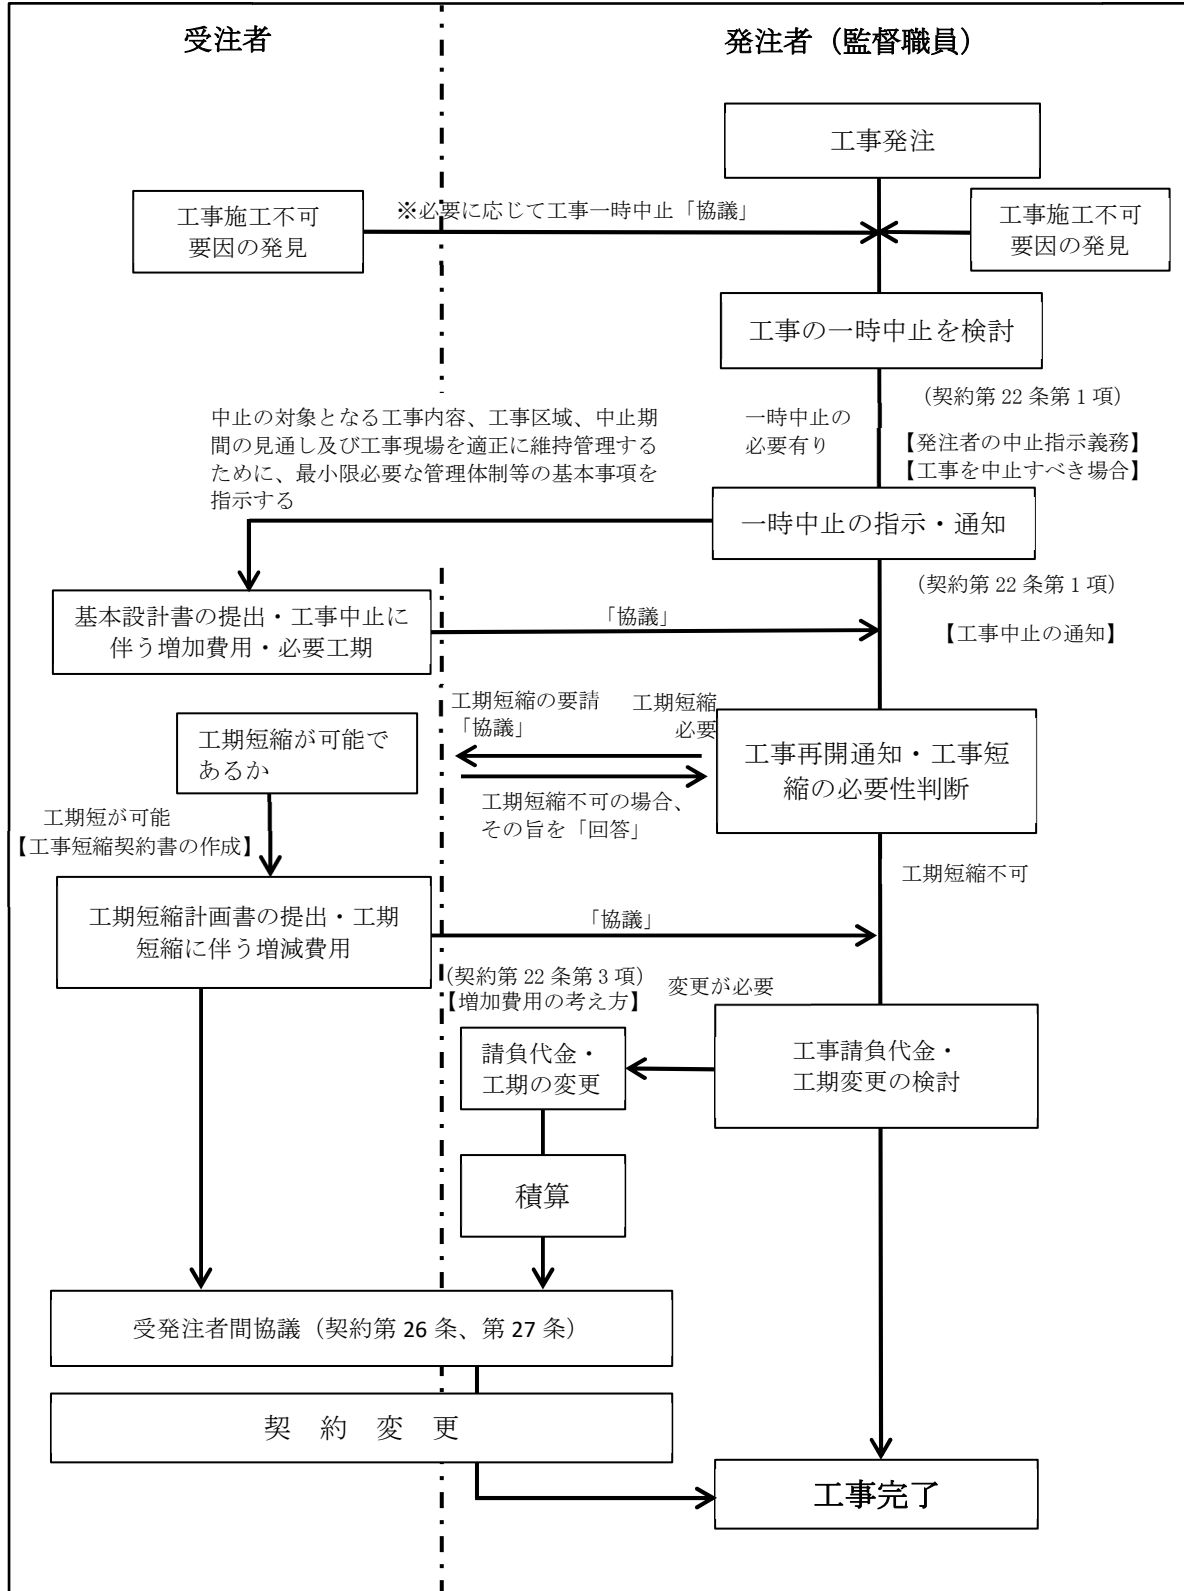 受注者
発注者（監督職員）
工事発注
工事施工不可
要因の発見
※必要に応じて工事一時中止「協議」
工事施工不可
要因の発見
工事の一時中止を検討
(契約第 22 条第 1 項)
中止の対象となる工事内容、工事区域、中止期
間の見通し及び工事現場を適正に維持管理する
ために、最小限必要な管理体制等の基本事項を
指示する
一時中止の
必要有り
【発注者の中止指示義務】
【工事を中止すべき場合】
一時中止の指示・通知
(契約第 22 条第 1 項)
基本設計書の提出・工事中止に
伴う増加費用・必要工期
「協議」
【工事中止の通知】
工期短縮の要請
「協議」
工期短縮
必要
工期短縮が可能で
あるか
工事再開通知・工事短
縮の必要性判断
工期短縮不可の場合、
その旨を「回答」
工期短が可能
【工事短縮契約書の作成】
工期短縮不可
工期短縮計画書の提出・工期
短縮に伴う増減費用
「協議」
(契約第 22 条第 3 項)
【増加費用の考え方】
変更が必要
請負代金・
工期の変更
工事請負代金・
工期変更の検討
積算
受発注者間協議（契約第 26 条、第 27 条）
契 約 変 更
工事完了